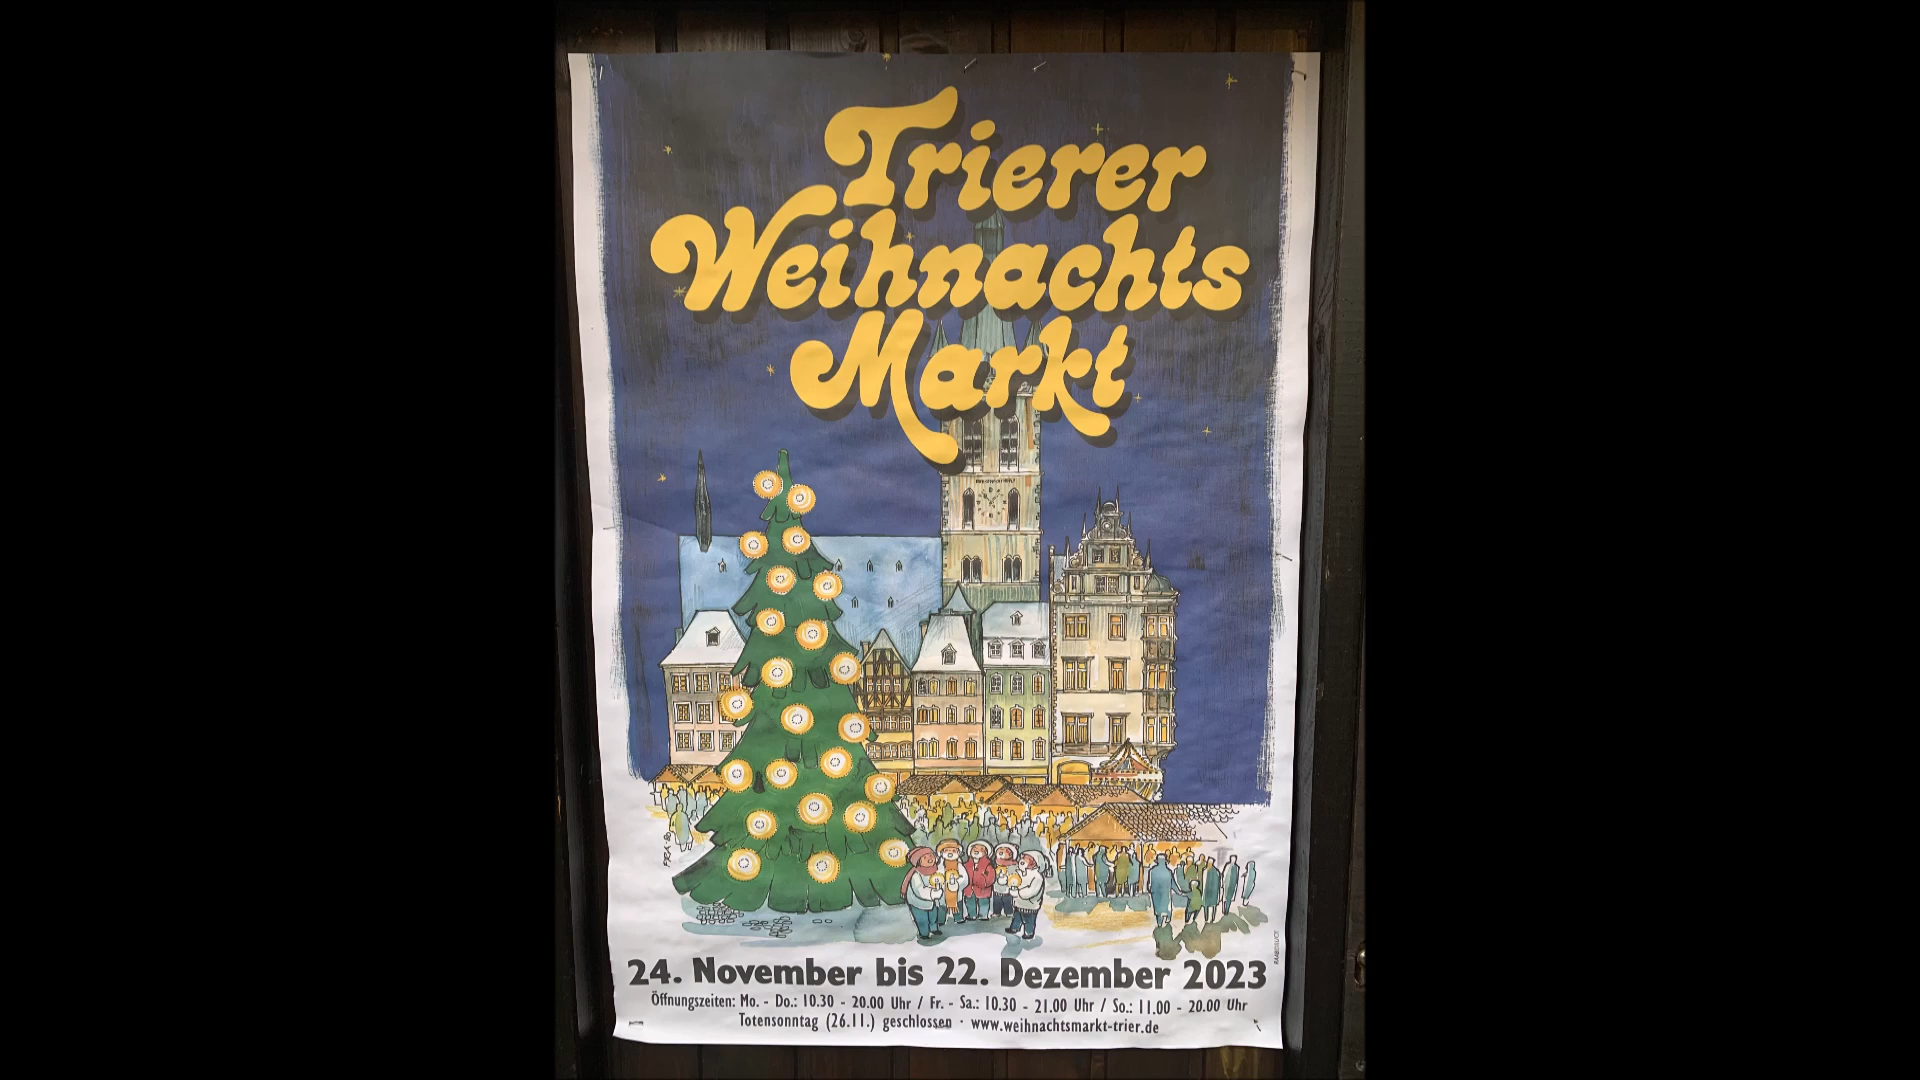 Trierer
Weihnachts
Markt
24. November bis 22. Dezember 2023
Öffnungszeiten: Mo. - Do.: 10.30 - 20.00 Uhr / Fr. - Sa.: 10.30 - 21.00 Uhr / So.: 11.00 - 20.00 Uhr
Totensonntag (26.11.) geschlossen · www.weihnachtsmarkt-trier.de